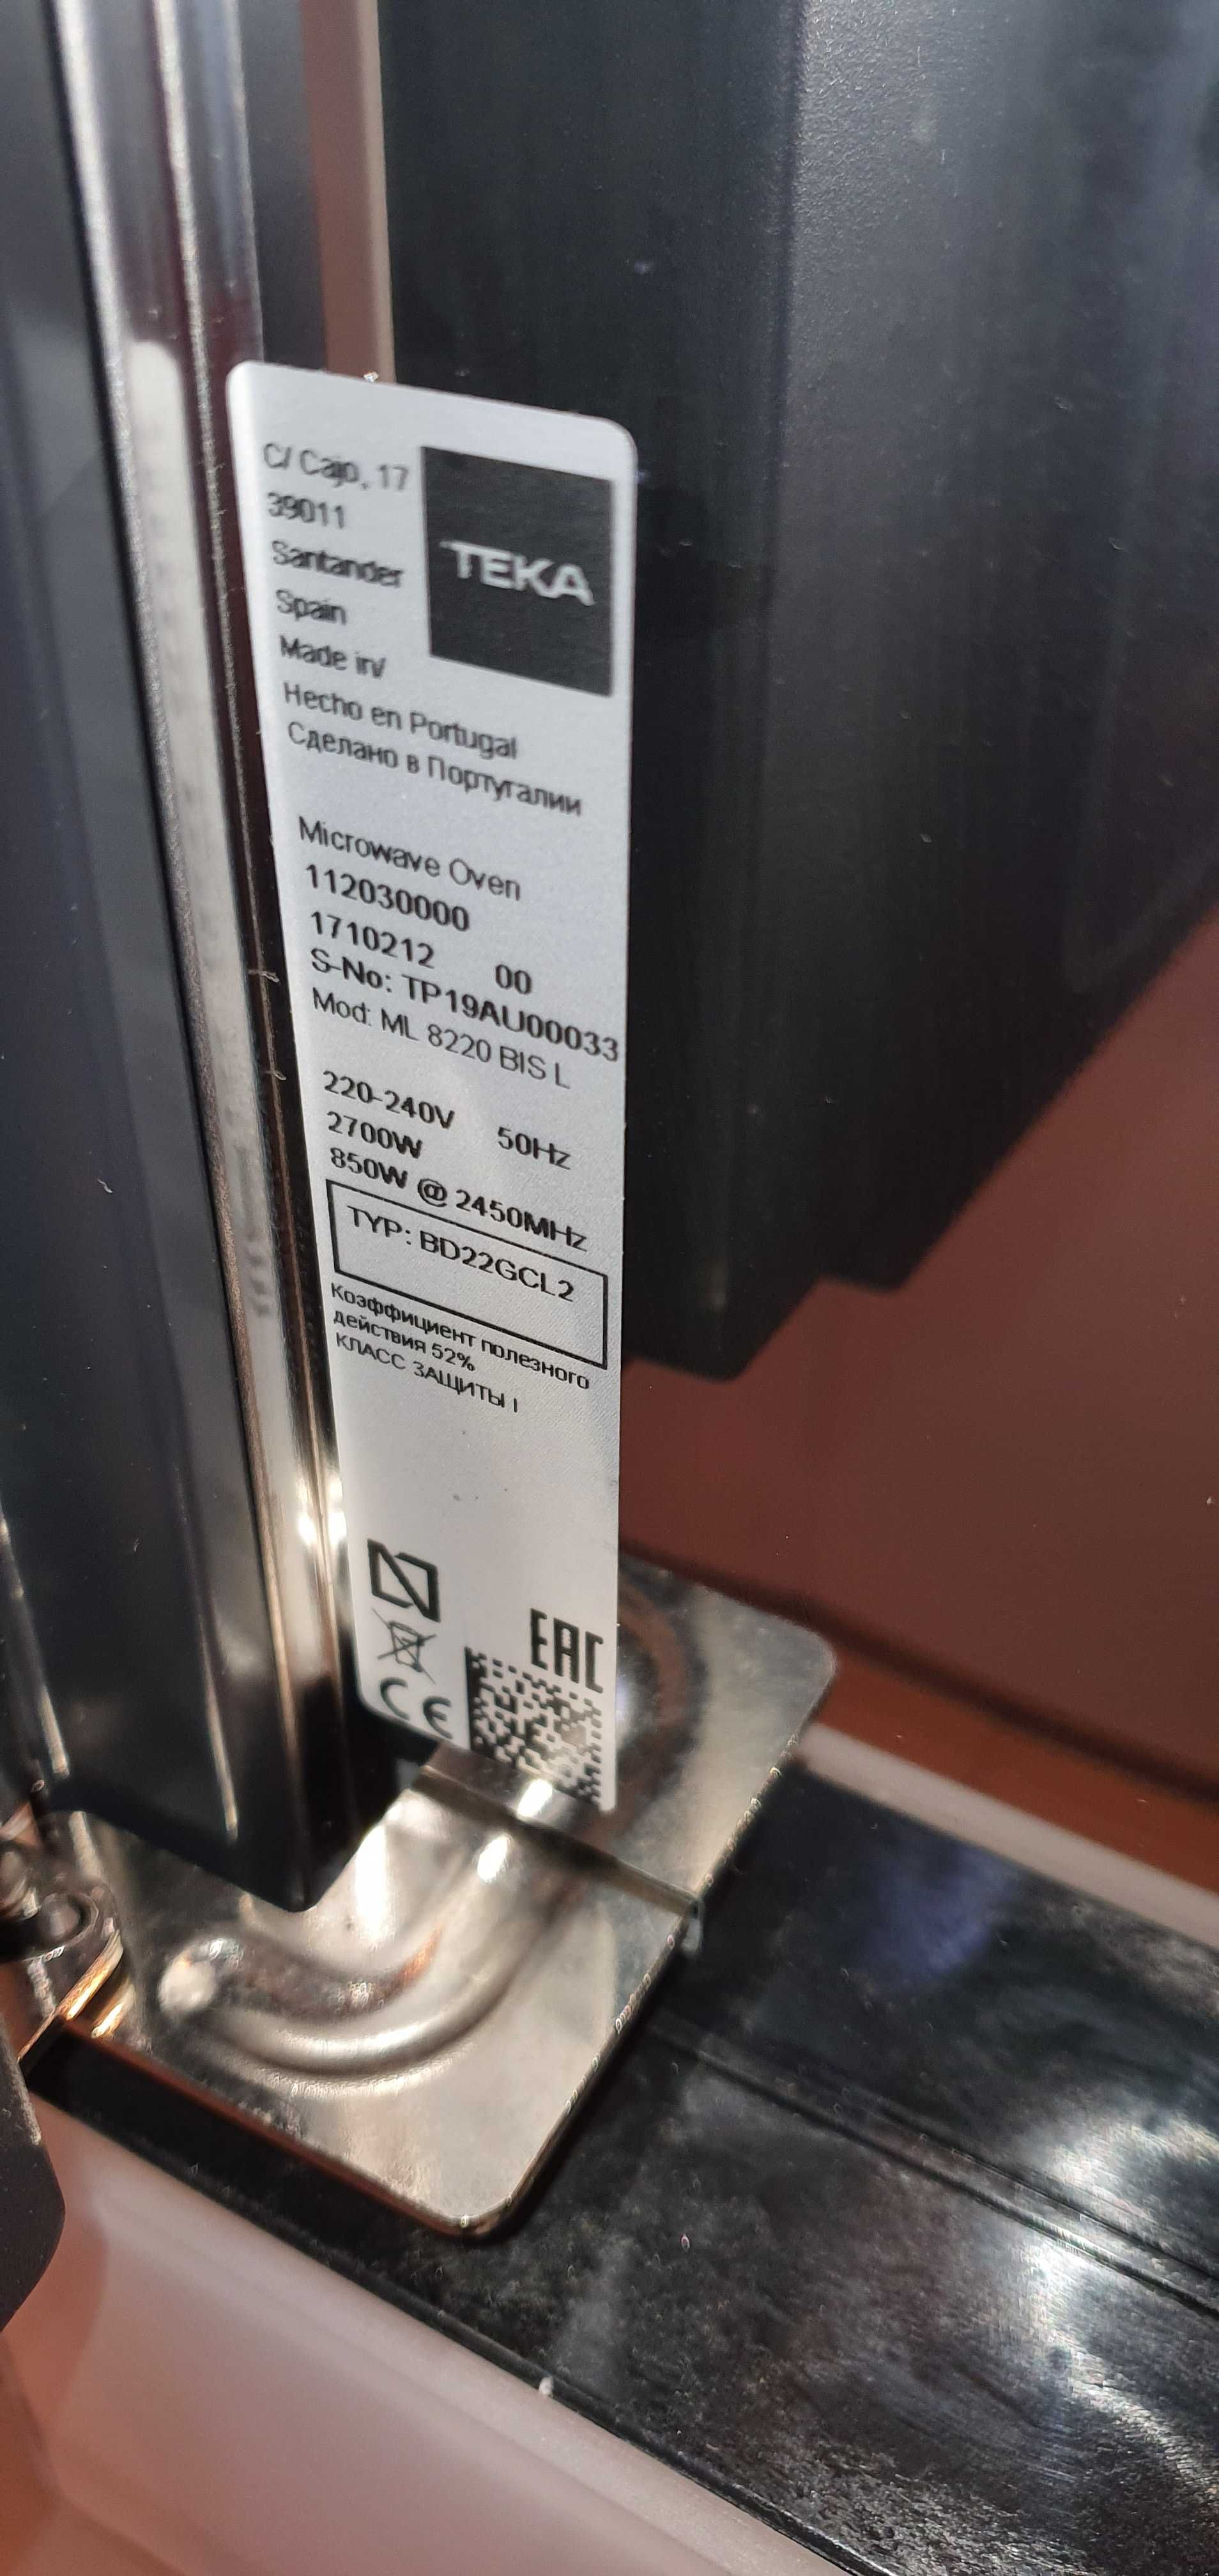 C/ Cajo, 17
39011
Santander
Spain
Made in/
Hecho en Portugal
Сделано в Португалии
TEKA
Microwave Oven
112030000
1710212 00
S-No: TP19AU00033
Mod: ML 8220 BIS L
220-240V 50Hz
2700W
850W @ 2450MHz
TYP: BD22GCL2
Коэффициент полезного
действия 52%
КЛАСС ЗАЩИТЫ I
EAC
CE